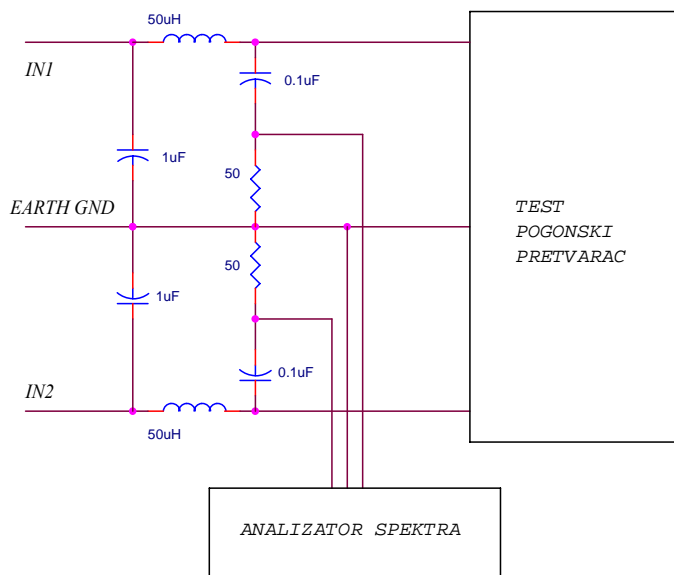 50uH
IN1
0.1uF
1uF
50
EARTH GND
TEST
POGONSKI
PRETVARAC
50
1uF
0.1uF
IN2
50uH
ANALIZATOR SPEKTRA